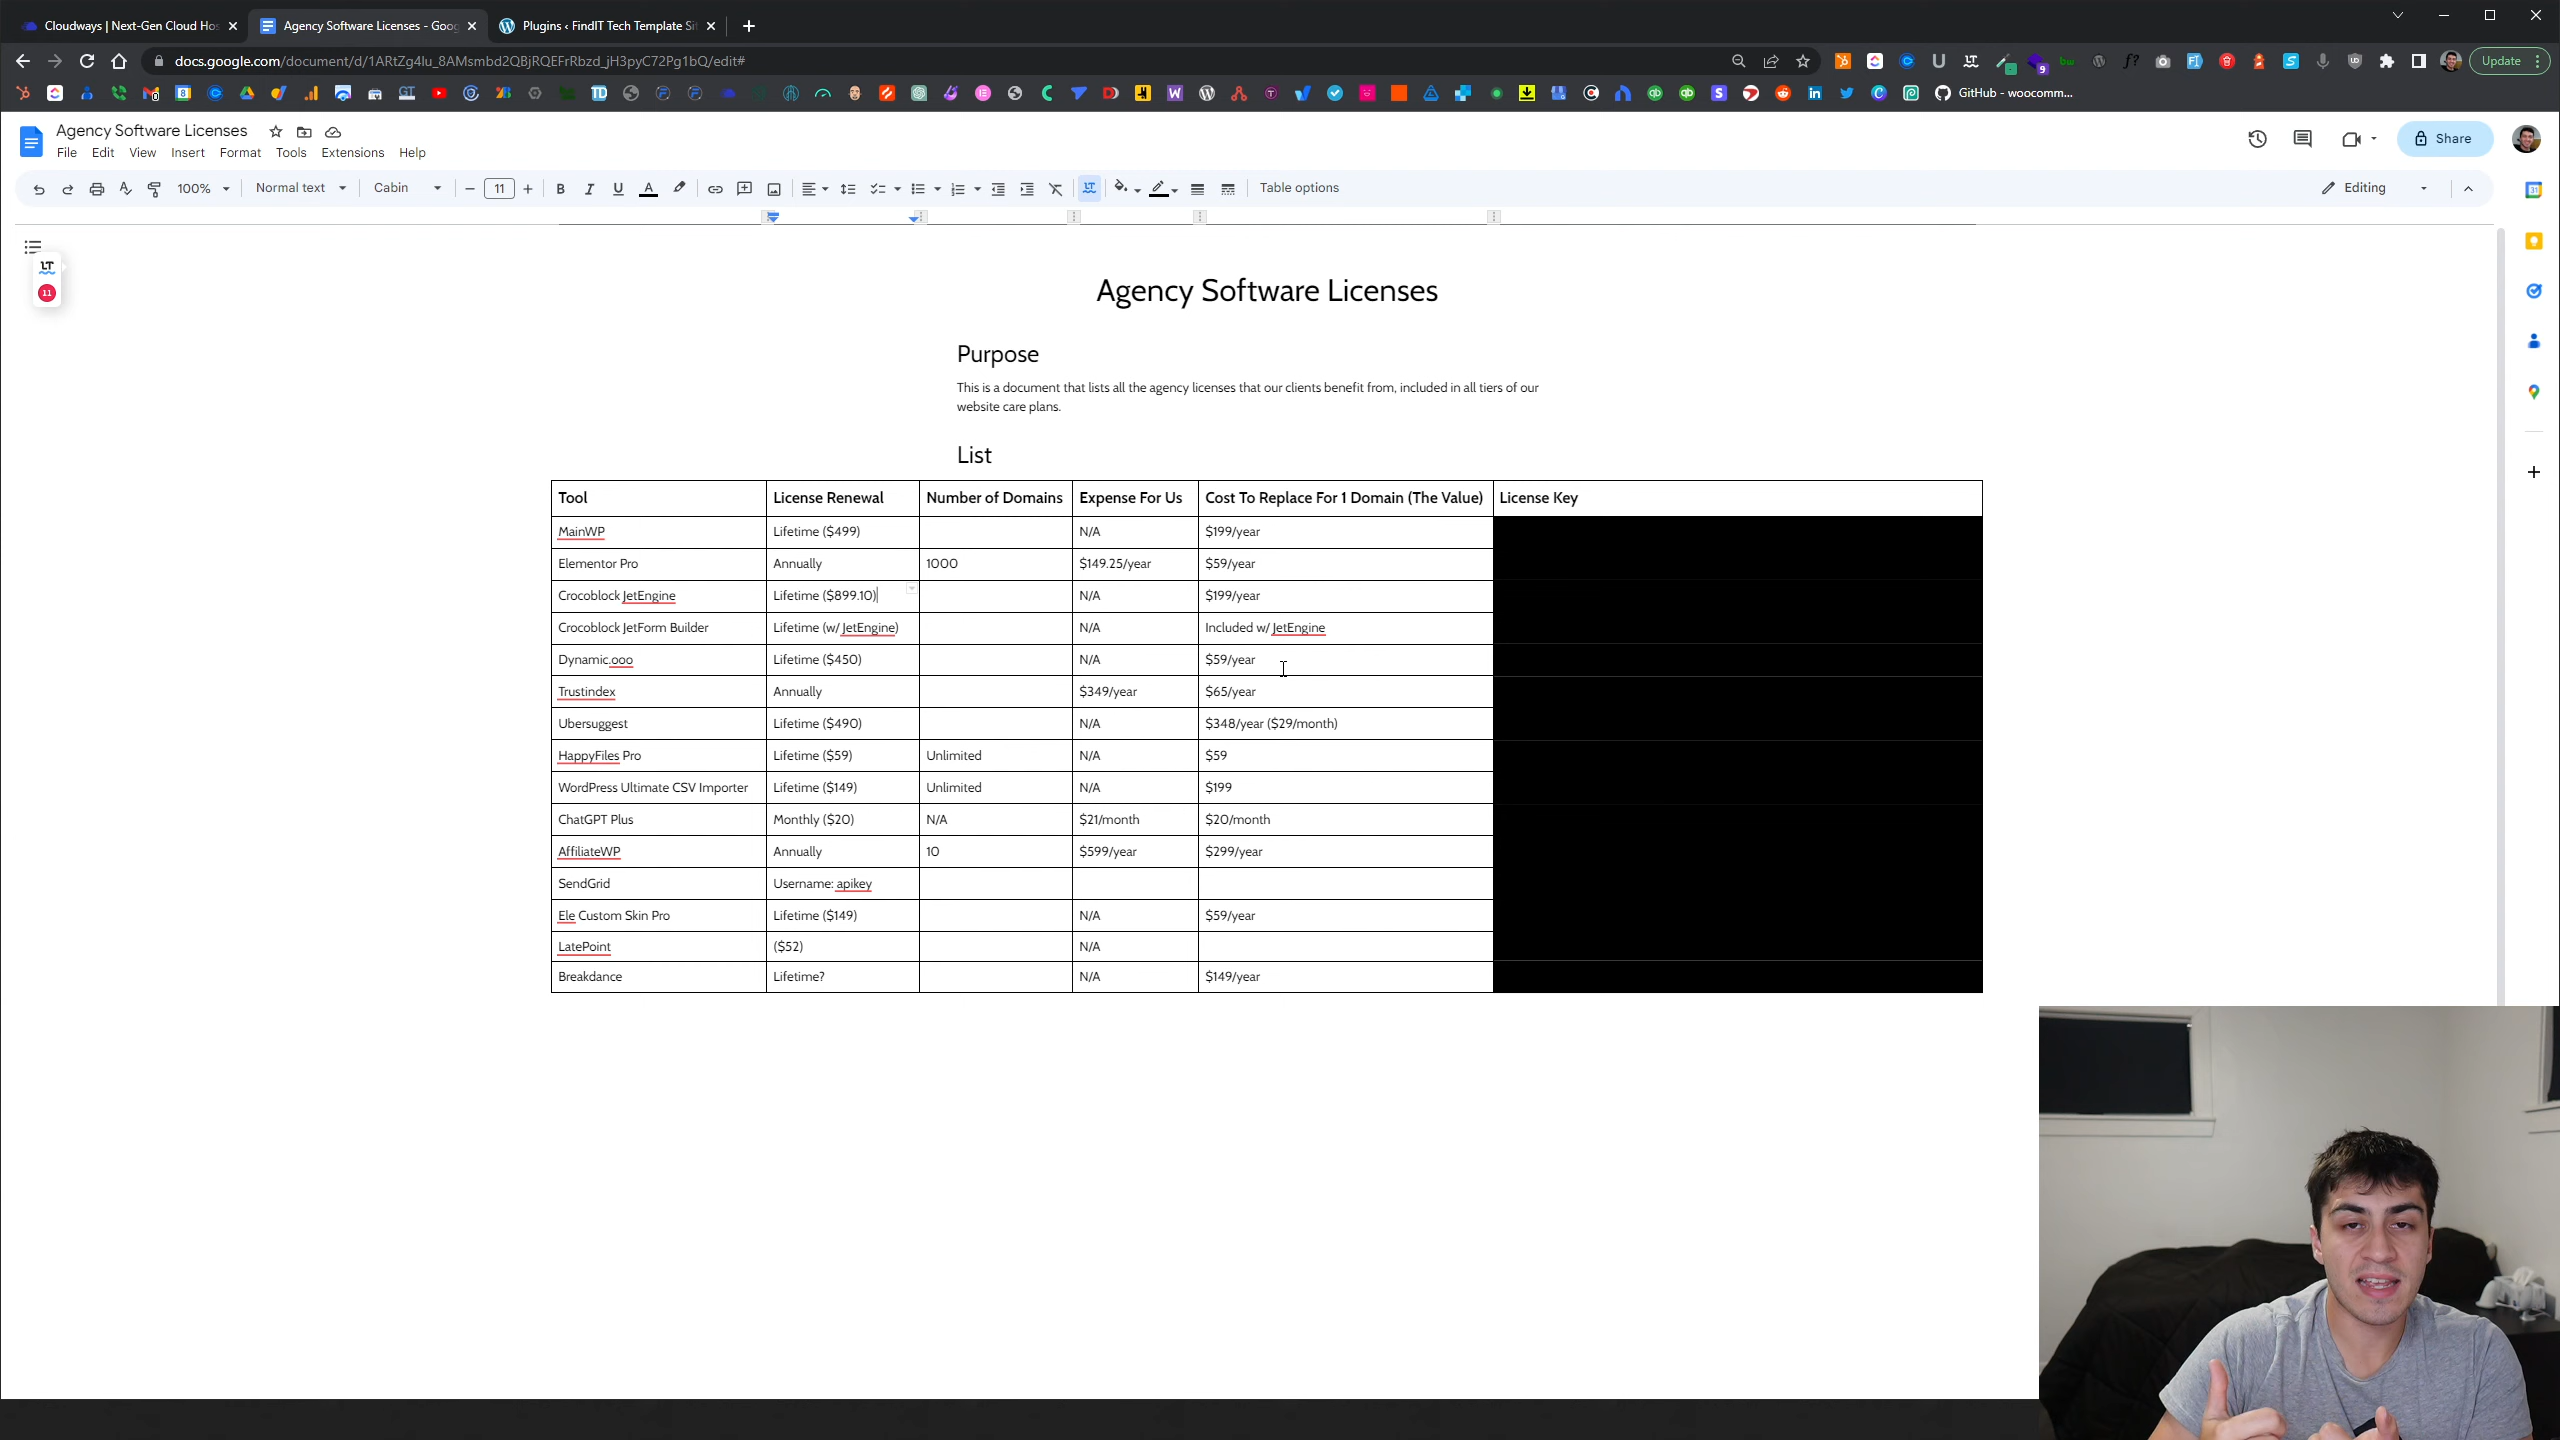 Cloudways | Next-Gen Cloud Hos
Agency Software Licenses - Goog
Plugins ‹ FindIT Tech Template Si
docs.google.com/document/d/1ARtZg4lu_8AMsmbd2QBjRQEFrRbzd_jH3pyC72Pg1bQ/edit#
Update
GitHub - woocomm...
Agency Software Licenses
File Edit View Insert Format Tools Extensions Help
Share
100% Normal text Cabin 11 Table options Editing
LT
11
Agency Software Licenses
Purpose
This is a document that lists all the agency licenses that our clients benefit from, included in all tiers of our
website care plans.
List
Tool License Renewal Number of Domains Expense For Us Cost To Replace For 1 Domain (The Value) License Key
MainWP Lifetime ($499) N/A $199/year
Elementor Pro Annually 1000 $149.25/year $59/year
Crocoblock JetEngine Lifetime ($899.10) N/A $199/year
Crocoblock JetForm Builder Lifetime (w/ JetEngine) N/A Included w/ JetEngine
Dynamic.ooo Lifetime ($450) N/A $59/year
Trustindex Annually $349/year $65/year
Ubersuggest Lifetime ($490) N/A $348/year ($29/month)
HappyFiles Pro Lifetime ($59) Unlimited N/A $59
WordPress Ultimate CSV Importer Lifetime ($149) Unlimited N/A $199
ChatGPT Plus Monthly ($20) N/A $21/month $20/month
AffiliateWP Annually 10 $599/year $299/year
SendGrid Username: apikey
Ele Custom Skin Pro Lifetime ($149) N/A $59/year
LatePoint ($52) N/A
Breakdance Lifetime? N/A $149/year